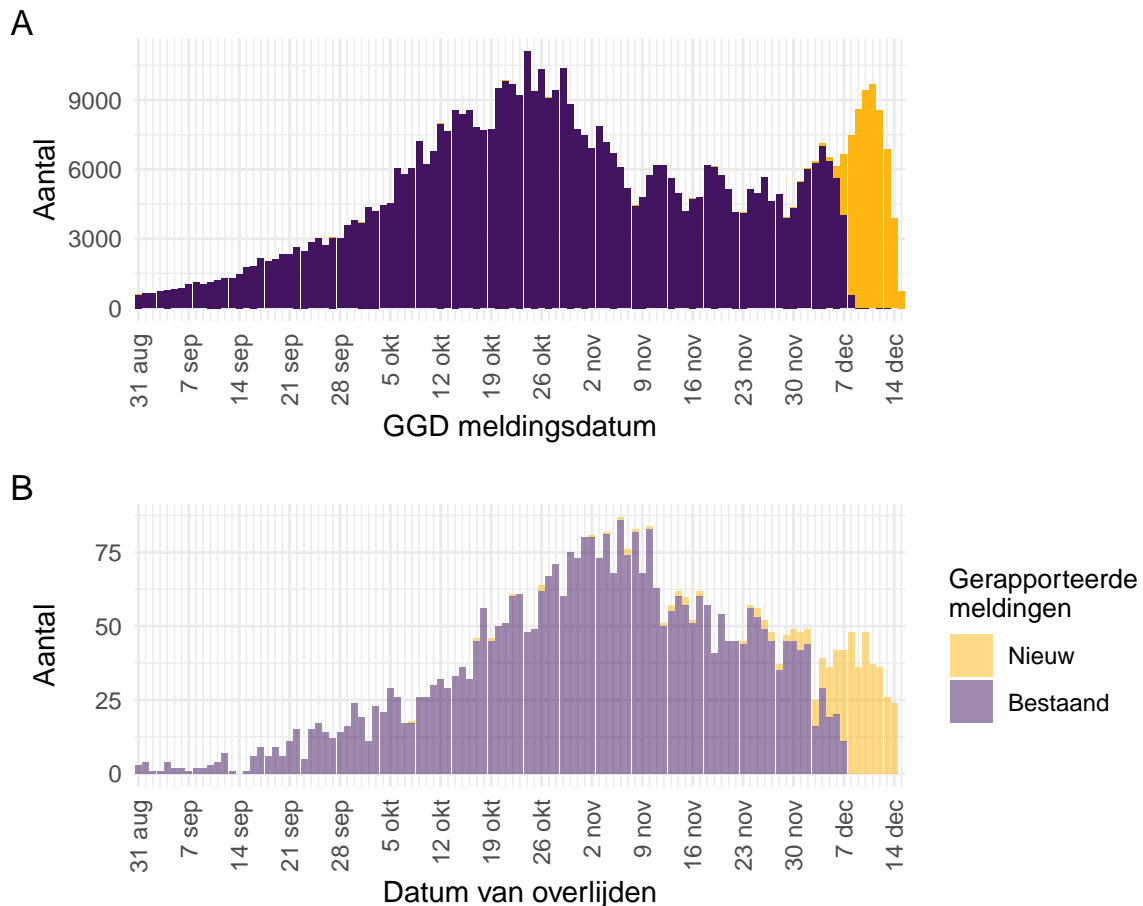 A
Aantal
9000
6000
3000
0
31 aug
7 sep
14 sep
21 sep
28 sep
5 okt
12 okt
19 okt
26 okt
2 nov
9 nov
16 nov
23 nov
30 nov
7 dec
14 dec
GGD meldingsdatum
B
Aantal
75
50
25
0
31 aug
7 sep
14 sep
21 sep
28 sep
5 okt
12 okt
19 okt
26 okt
2 nov
9 nov
16 nov
23 nov
30 nov
7 dec
14 dec
Datum van overlijden
Gerapporteerde
meldingen
Nieuw
Bestaand